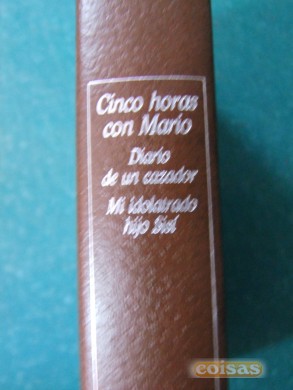 Cinco horas
con Mario
Diario
de un cazador
Mi idolatrado
hijo Sisí
coisas